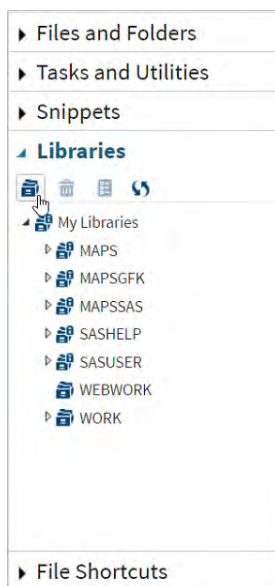 Files and Folders
Tasks and Utilities
Snippets
Libraries
My Libraries
MAPS
MAPSGFK
MAPSSAS
SASHELP
SASUSER
WEBWORK
WORK
File Shortcuts